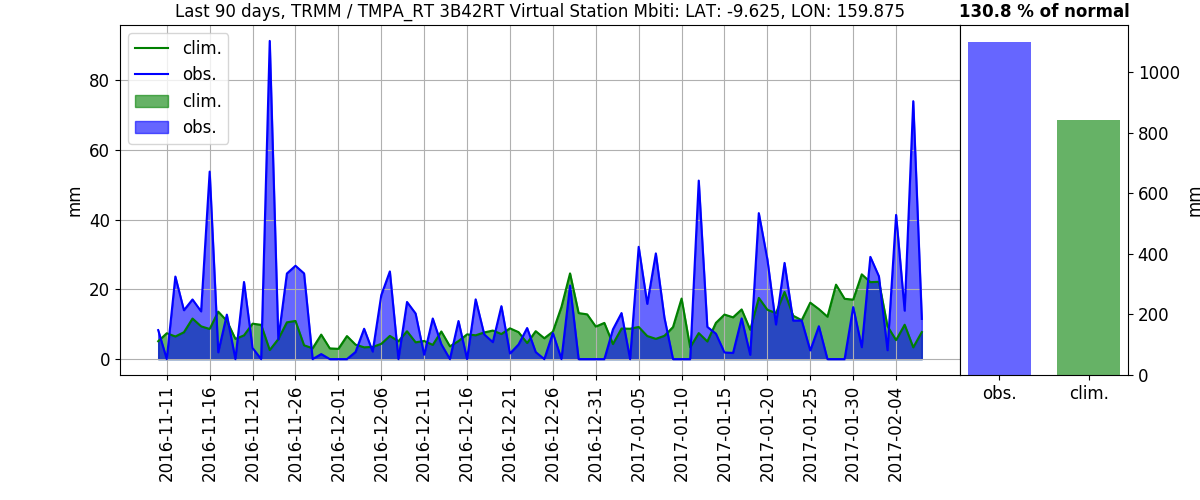 Last 90 days, TRMM / TMPA_RT 3B42RT Virtual Station Mbiti: LAT: -9.625, LON: 159.875
130.8 % of normal
clim.
obs.
clim.
obs.
mm
80
60
40
20
0
2016-11-11
2016-11-16
2016-11-21
2016-11-26
2016-12-01
2016-12-06
2016-12-11
2016-12-16
2016-12-21
2016-12-26
2016-12-31
2017-01-05
2017-01-10
2017-01-15
2017-01-20
2017-01-25
2017-01-30
2017-02-04
1000
800
600
400
200
0
mm
obs.
clim.